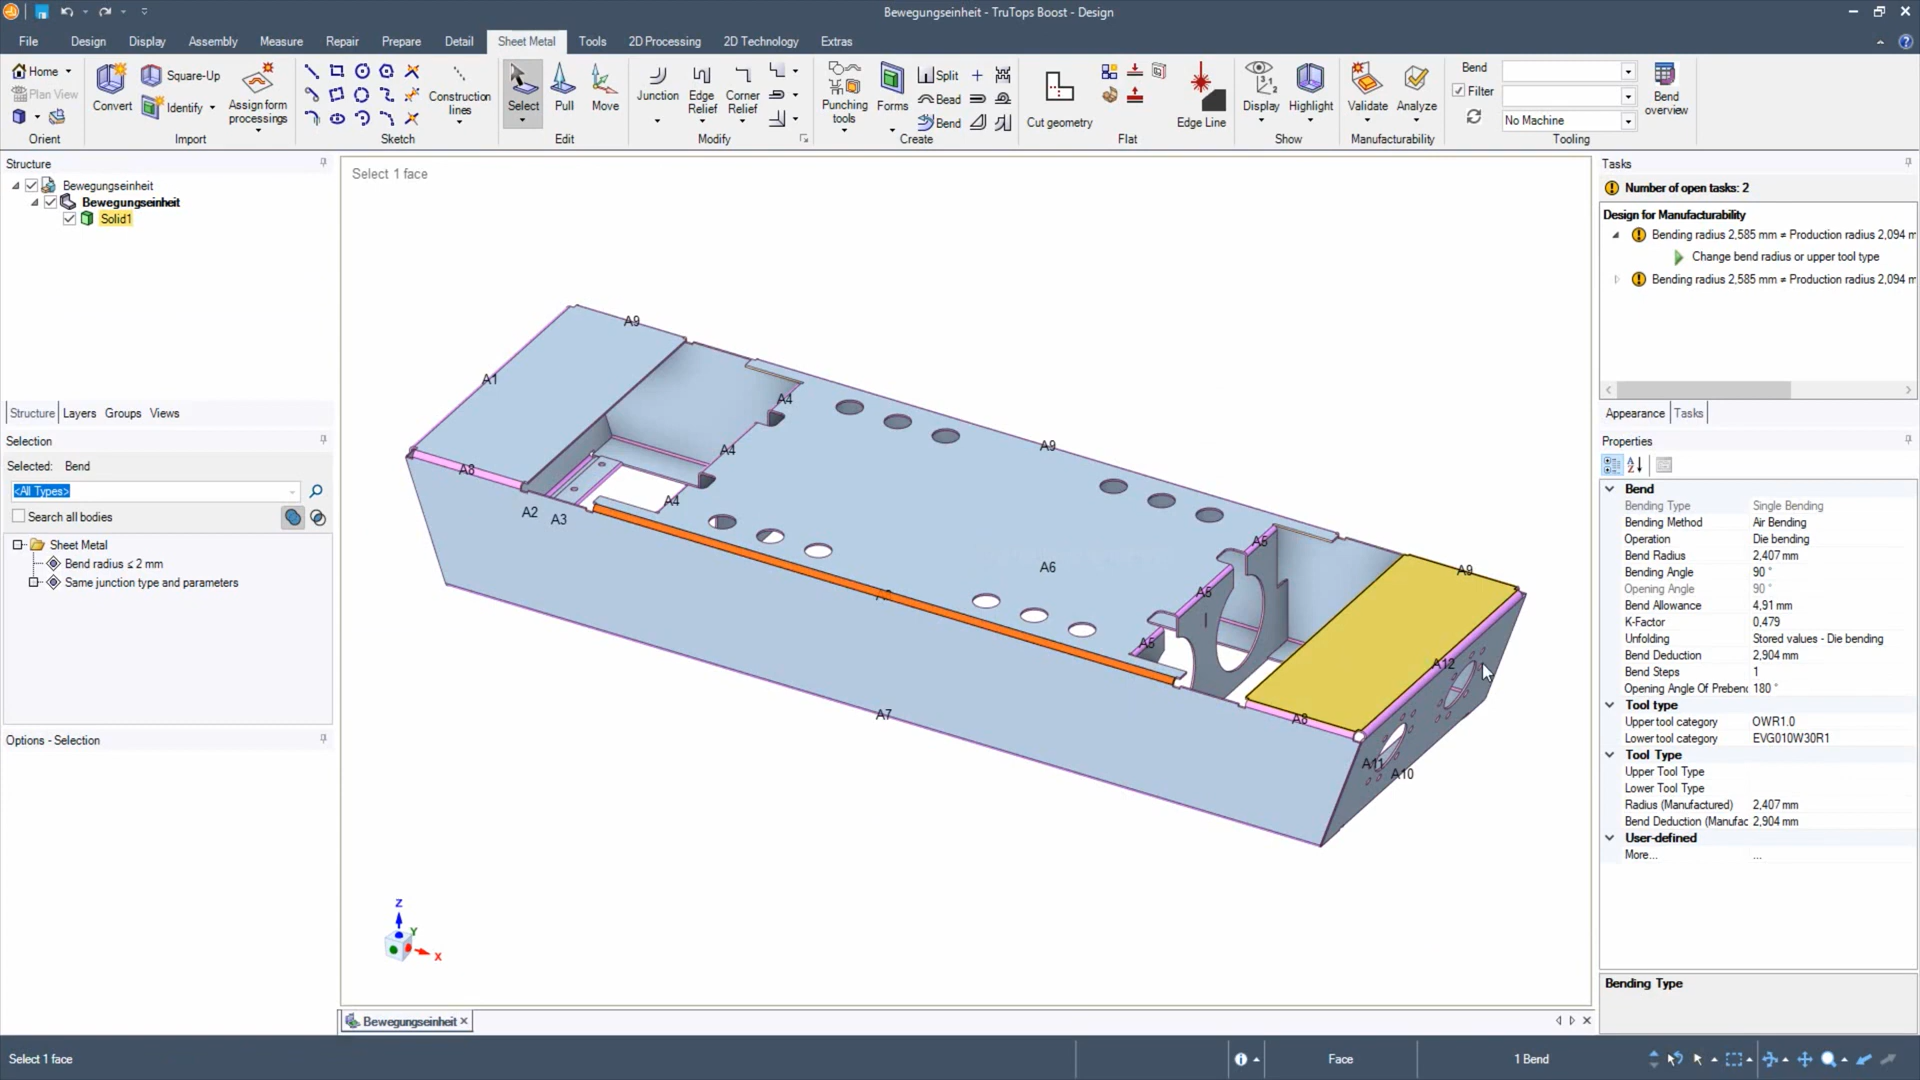 Bewegungseinheit - TruTops Boost - Design
File Design Display Assembly Measure Repair Prepare Detail Sheet Metal Tools 2D Processing 2D Technology Extras
Home
Plan View
Orient
Convert
Square-Up
Identify
Assign form processings
Import
Construction lines
Sketch
Select
Pull
Move
Edit
Junction
Edge Relief
Corner Relief
Modify
Punching tools
Forms
Split
Bead
Bend
Create
Cut geometry
Edge Line
Flat
Display
Highlight
Show
Validate
Analyze
Manufacturability
Bend
Filter
No Machine
Bend overview
Tooling
Structure
Bewegungseinheit
Bewegungseinheit
Solid1
Structure Layers Groups Views
Selection
Selected: Bend
<All Types>
Search all bodies
Sheet Metal
Bend radius ≤ 2 mm
Same junction type and parameters
Options - Selection
Select 1 face
A9
A1
A4
A9
A4
A8
A4
A2
A3
A5
A6
A9
A5
A5
A12
A7
A8
A11
A10
Z
Y
X
Bewegungseinheit
Tasks
Number of open tasks: 2
Design for Manufacturability
Bending radius 2,585 mm ≠ Production radius 2,094 m
Change bend radius or upper tool type
Bending radius 2,585 mm ≠ Production radius 2,094 m
Appearance Tasks
Properties
Bend
Bending Type Single Bending
Bending Method Air Bending
Operation Die bending
Bend Radius 2,407 mm
Bending Angle 90 °
Opening Angle 90 °
Bend Allowance 4,91 mm
K-Factor 0,479
Unfolding Stored values - Die bending
Bend Deduction 2,904 mm
Bend Steps 1
Opening Angle Of Prebend 180 °
Tool type
Upper tool category OWR1.0
Lower tool category EVG010W30R1
Tool Type
Upper Tool Type
Lower Tool Type
Radius (Manufactured) 2,407 mm
Bend Deduction (Manufac 2,904 mm
User-defined
More... ...
Bending Type
Select 1 face
Face
1 Bend